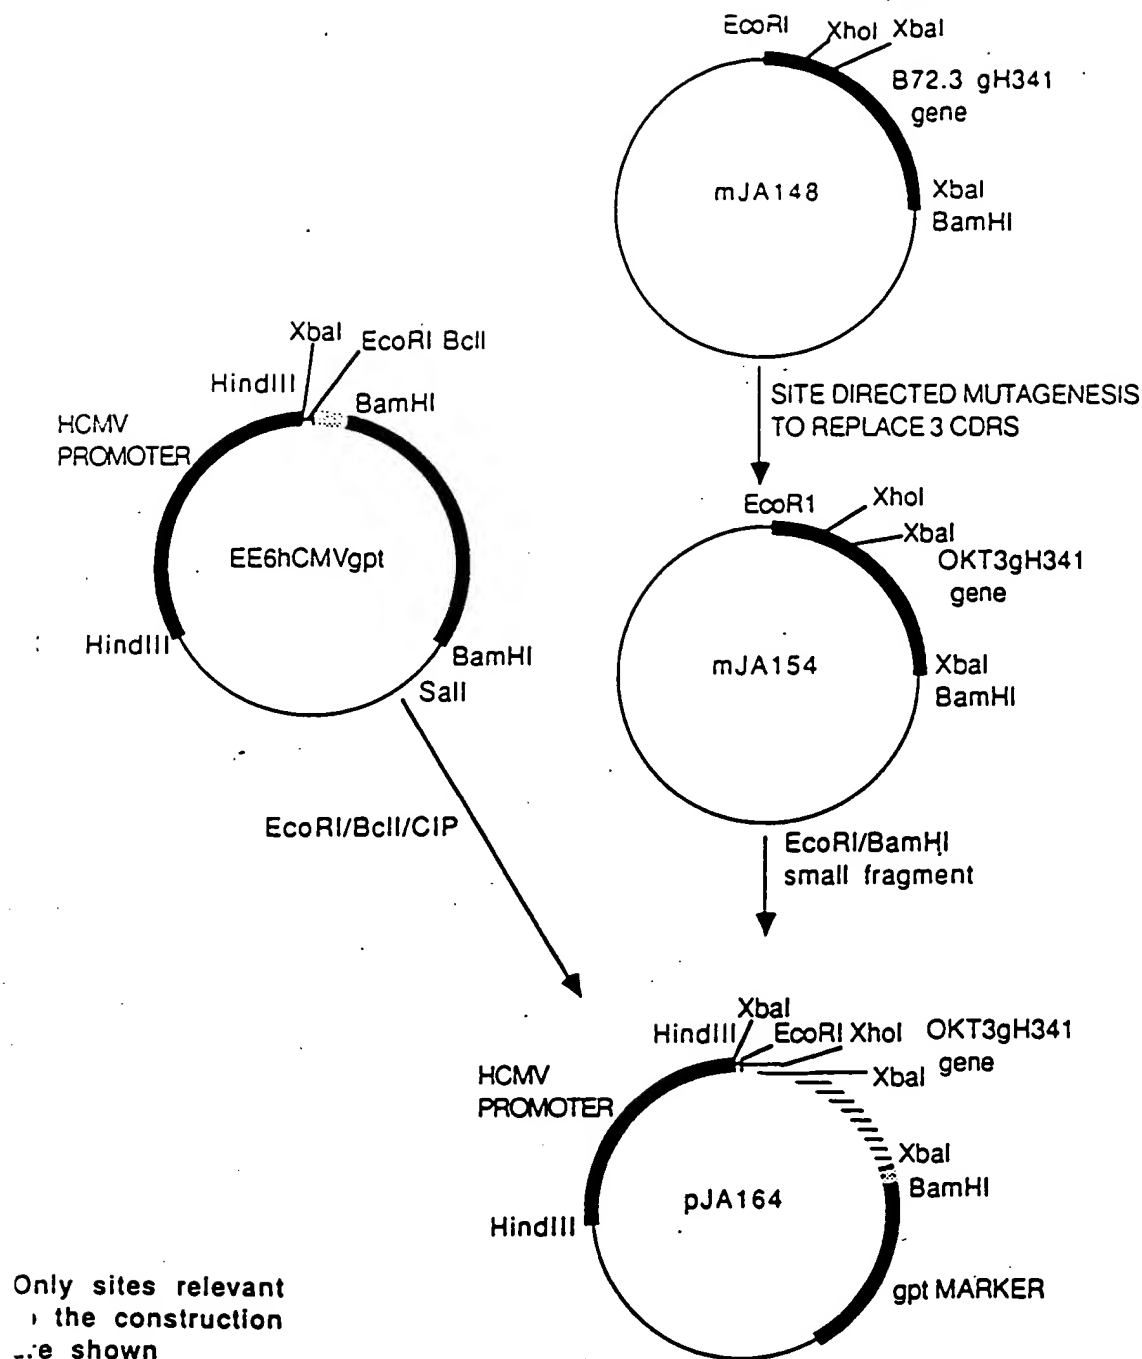 EcoRI
XhoI XbaI
B72.3 gH341
gene
mJA148
XbaI
BamHI
SITE DIRECTED MUTAGENESIS
TO REPLACE 3 CDRS
XbaI
EcoRI BclI
HindIII
BamHI
HCMV
PROMOTER
EE6hCMVgpt
HindIII
BamHI
SalI
EcoR1
XhoI
XbaI
OKT3gH341
gene
mJA154
XbaI
BamHI
EcoRI/BclI/CIP
EcoRI/BamHI
small fragment
XbaI
HindIII
EcoRI XhoI
OKT3gH341
gene
XbaI
HCMV
PROMOTER
XbaI
BamHI
pJA164
HindIII
gpt MARKER
Only sites relevant
the construction
shown